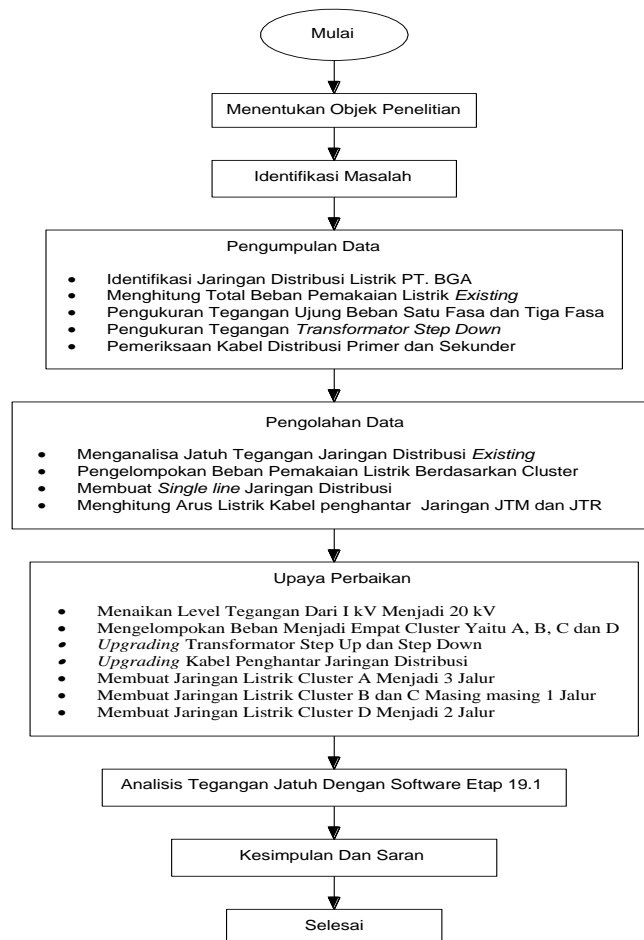 Mulai
Menentukan Objek Penelitian
Identifikasi Masalah
Pengumpulan Data
• Identifikasi Jaringan Distribusi Listrik PT. BGA
• Menghitung Total Beban Pemakaian Listrik Existing
• Pengukuran Tegangan Ujung Beban Satu Fasa dan Tiga Fasa
• Pengukuran Tegangan Transformator Step Down
• Pemeriksaan Kabel Distribusi Primer dan Sekunder
Pengolahan Data
• Menganalisa Jatuh Tegangan Jaringan Distribusi Existing
• Pengelompokan Beban Pemakaian Listrik Berdasarkan Cluster
• Membuat Single line Jaringan Distribusi
• Menghitung Arus Listrik Kabel penghantar Jaringan JTM dan JTR
Upaya Perbaikan
• Menaikan Level Tegangan Dari I kV Menjadi 20 kV
• Mengelompokan Beban Menjadi Empat Cluster Yaitu A, B, C dan D
• Upgrading Transformator Step Up dan Step Down
• Upgrading Kabel Penghantar Jaringan Distribusi
• Membuat Jaringan Listrik Cluster A Menjadi 3 Jalur
• Membuat Jaringan Listrik Cluster B dan C Masing masing 1 Jalur
• Membuat Jaringan Listrik Cluster D Menjadi 2 Jalur
Analisis Tegangan Jatuh Dengan Software Etap 19.1
Kesimpulan Dan Saran
Selesai